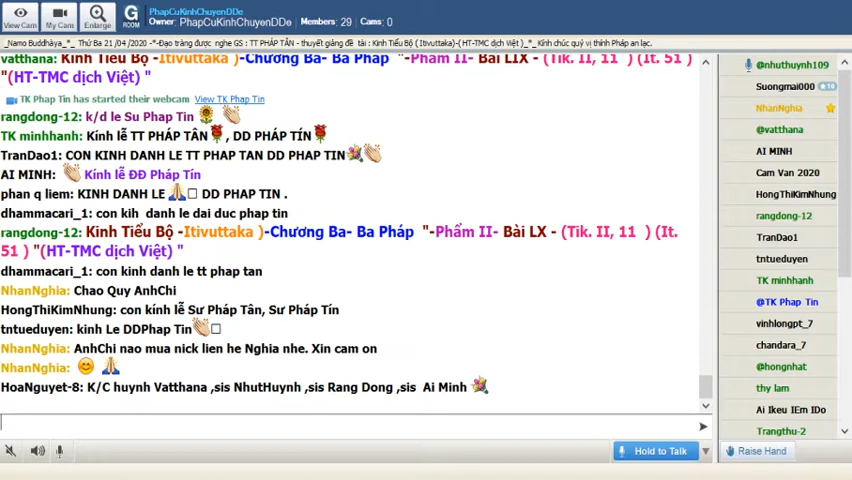 View Cam
My Cam
Enlarge
G
ROOM
PhapCuKinhChuyenDDe
Owner: PhapCuKinhChuyenDDe Members: 29 Cams: 0
_Namo Buddhàya_*_ Thứ Ba 21 /04 /2020 -*-Đạo tràng được nghe GS : TT PHÁP TÂN - thuyết giảng đề tài : Kinh Tiểu Bộ ( Itivuttaka)-( HT-TMC dịch Việt )_*_ Kính chúc quý vị thính Pháp an lạc.
vatthana: Kinh Tiểu Bộ -Itivuttaka )-Chương Ba- Ba Pháp "-Phẩm II- Bài LIX - (Tik. II, 11 ) (It. 51 )
"(HT-TMC dịch Việt) "
TK Phap Tin has started their webcam View TK Phap Tin
rangdong-12: k/d le Su Phap Tin
TK minhhanh: Kính lễ TT PHÁP TÂN, DD PHÁP TÍN
TranDao1: CON KINH DANH LE TT PHAP TAN DD PHAP TIN
AI MINH: Kính lễ ĐĐ Pháp Tín
phan q liem: KINH DANH LE DD PHAP TIN .
dhammacari_1: con kih danh le dai duc phap tin
rangdong-12: Kinh Tiểu Bộ -Itivuttaka )-Chương Ba- Ba Pháp "-Phẩm II- Bài LX - (Tik. II, 11 ) (It.
51 ) "(HT-TMC dịch Việt) "
dhammacari_1: con kinh danh le tt phap tan
NhanNghia: Chao Quy AnhChi
HongThiKimNhung: con kính lễ Sư Pháp Tân, Sư Pháp Tín
tntueduyen: kinh Le DDPhap Tin
NhanNghia: AnhChi nao mua nick lien he Nghia nhe. Xin cam on
NhanNghia:
HoaNguyet-8: K/C huynh Vatthana ,sis NhutHuynh ,sis Rang Dong ,sis Ai Minh
Hold to Talk
@nhuthuynh109
Suongmai000
NhanNghia
@vatthana
AI MINH
Cam Van 2020
HongThiKimNhung
rangdong-12
TranDao1
tntueduyen
TK minhhanh
@TK Phap Tin
vinhlongpt_7
chandara_7
@hongnhat
thy lam
Ai Ikeu IEm IDo
Trangthu-2
Raise Hand